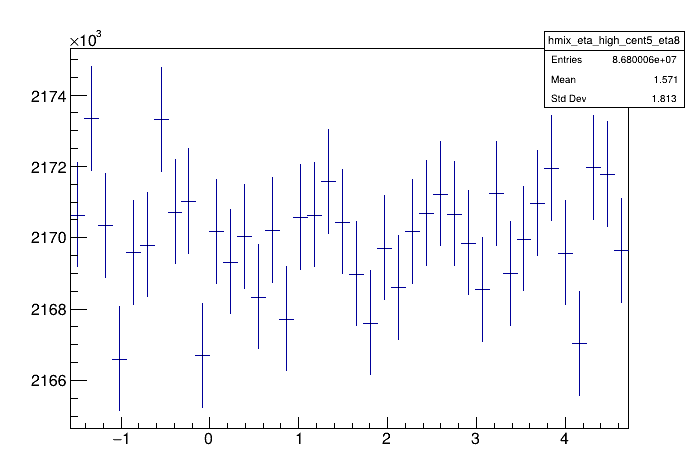 ×10³
hmix_eta_high_cent5_eta8
Entries 8.680006e+07
Mean 1.571
Std Dev 1.813
2174
2172
2170
2168
2166
−1 0 1 2 3 4